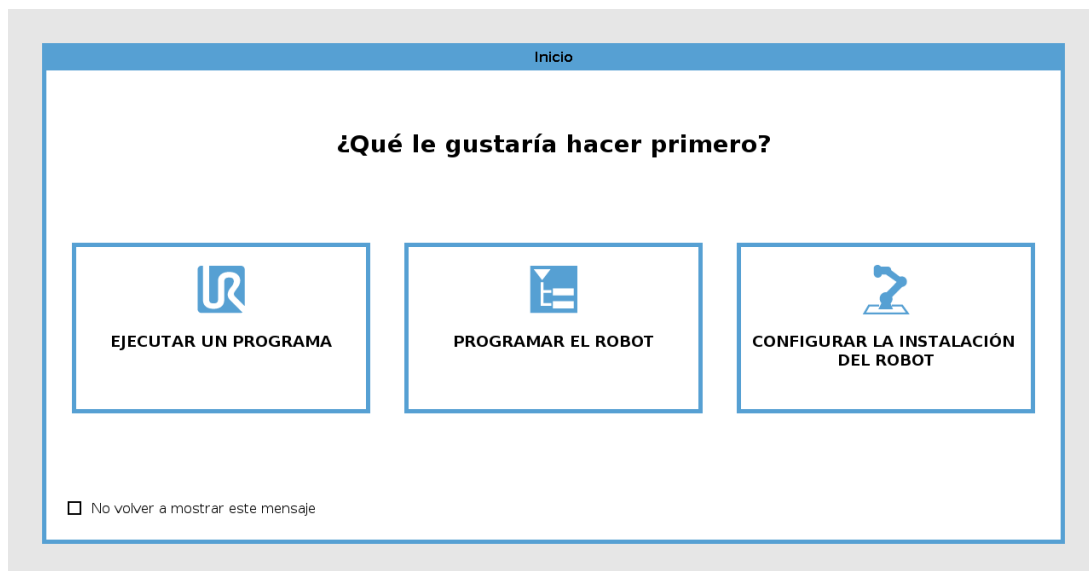 Inicio
¿Qué le gustaría hacer primero?
EJECUTAR UN PROGRAMA
PROGRAMAR EL ROBOT
CONFIGURAR LA INSTALACIÓN
DEL ROBOT
No volver a mostrar este mensaje